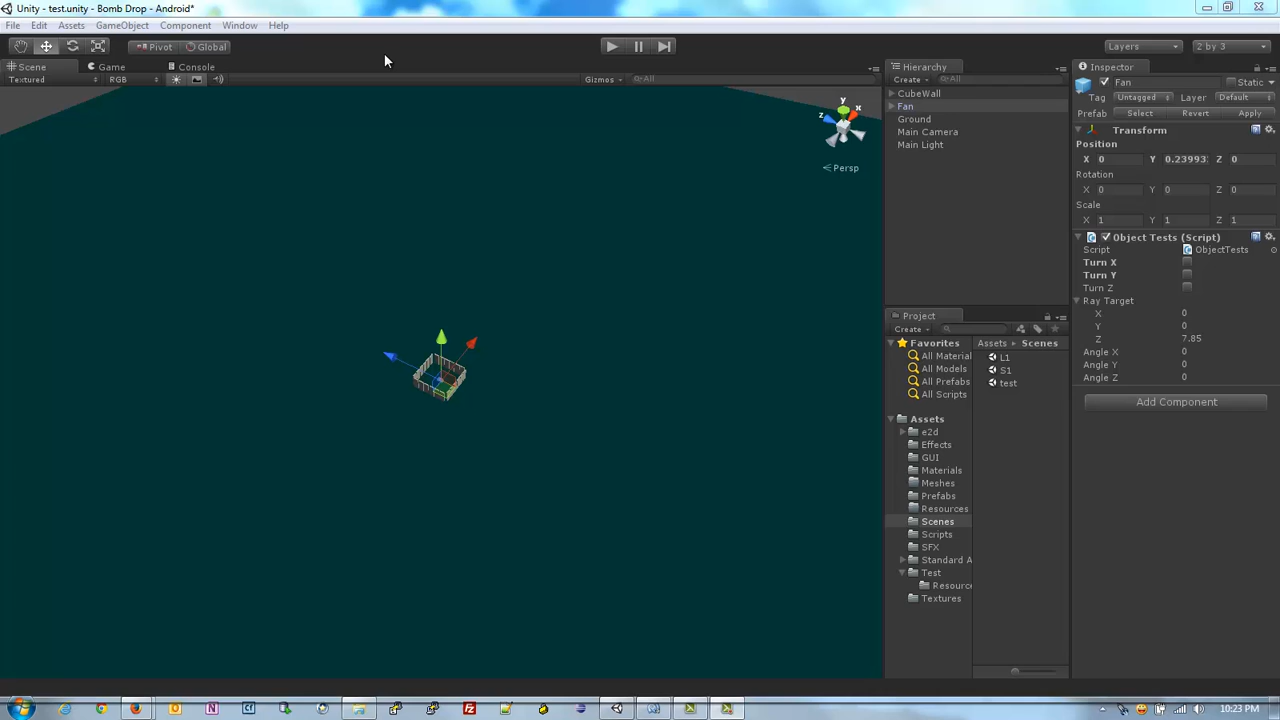 Unity - test.unity - Bomb Drop - Android*
File Edit Assets GameObject Component Window Help
Pivot Global Layers 2 by 3
Scene Game Console
Textured RGB Gizmos All
y
x
z
Persp
Hierarchy
Create All
CubeWall
Fan
Ground
Main Camera
Main Light
Project
Create
Favorites
All Material
All Models
All Prefabs
All Scripts
Assets
e2d
Effects
GUI
Materials
Meshes
Prefabs
Resources
Scenes
Scripts
SFX
Standard A
Test
Resourc
Textures
Assets Scenes
L1
S1
test
Inspector
Fan Static
Tag Untagged Layer Default
Prefab Select Revert Apply
Transform
Position
X 0 Y 0.23993 Z 0
Rotation
X 0 Y 0 Z 0
Scale
X 1 Y 1 Z 1
Object Tests (Script)
Script ObjectTests
Turn X
Turn Y
Turn Z
Ray Target
X 0
Y 0
Z 7.85
Angle X 0
Angle Y 0
Angle Z 0
Add Component
10:23 PM